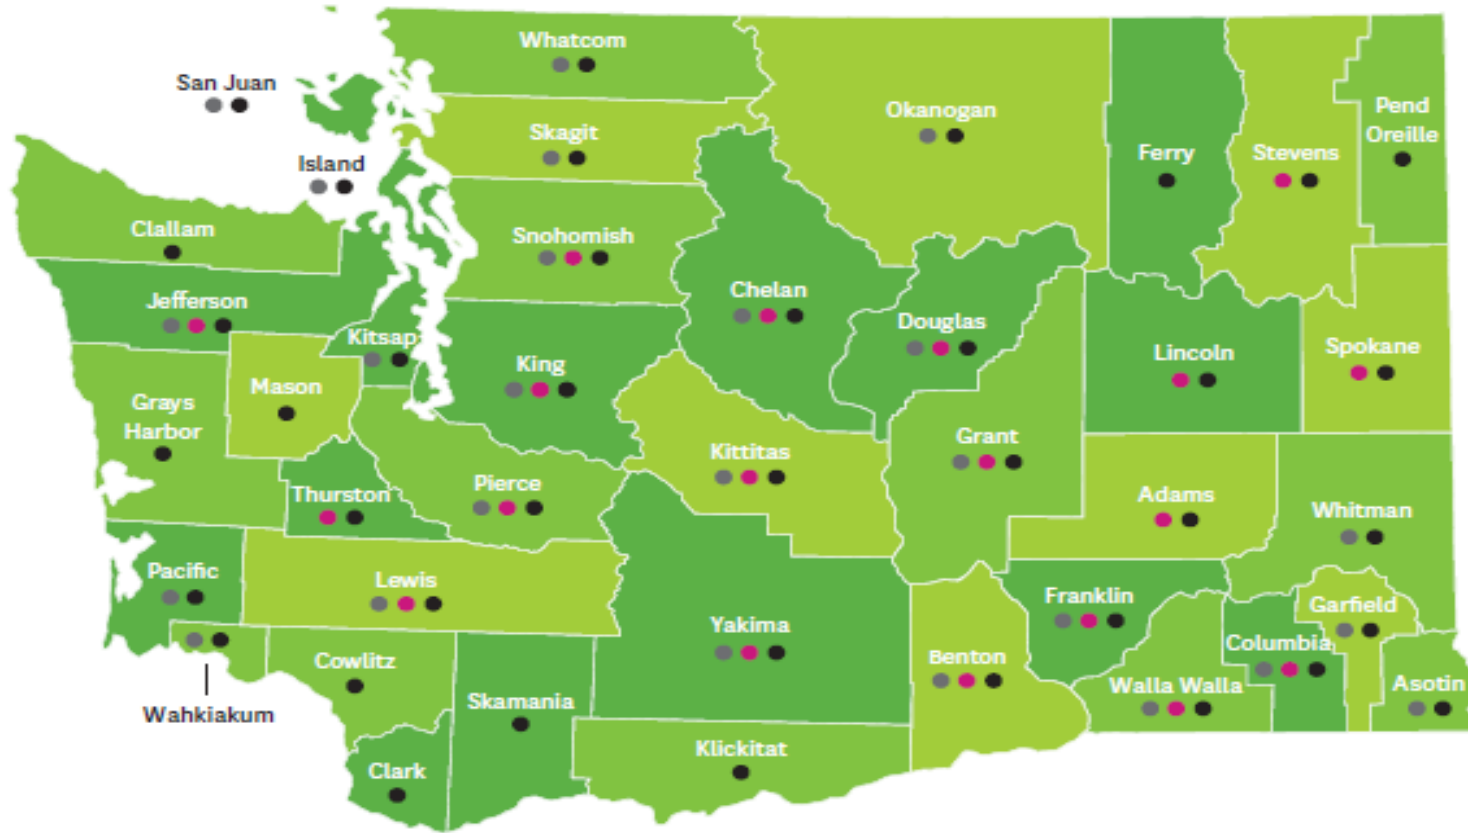 Whatcom
San Juan
Okanogan
Pend
Oreille
Skagit
Ferry
Stevens
Island
Clallam
Snohomish
Chelan
Jefferson
Douglas
Kitsap
King
Lincoln
Spokane
Mason
Grays
Harbor
Grant
Kittitas
Pierce
Thurston
Adams
Whitman
Pacific
Lewis
Franklin
Garfield
Yakima
Columbia
Cowlitz
Benton
Walla Walla
Asotin
Skamania
Wahkiakum
Klickitat
Clark